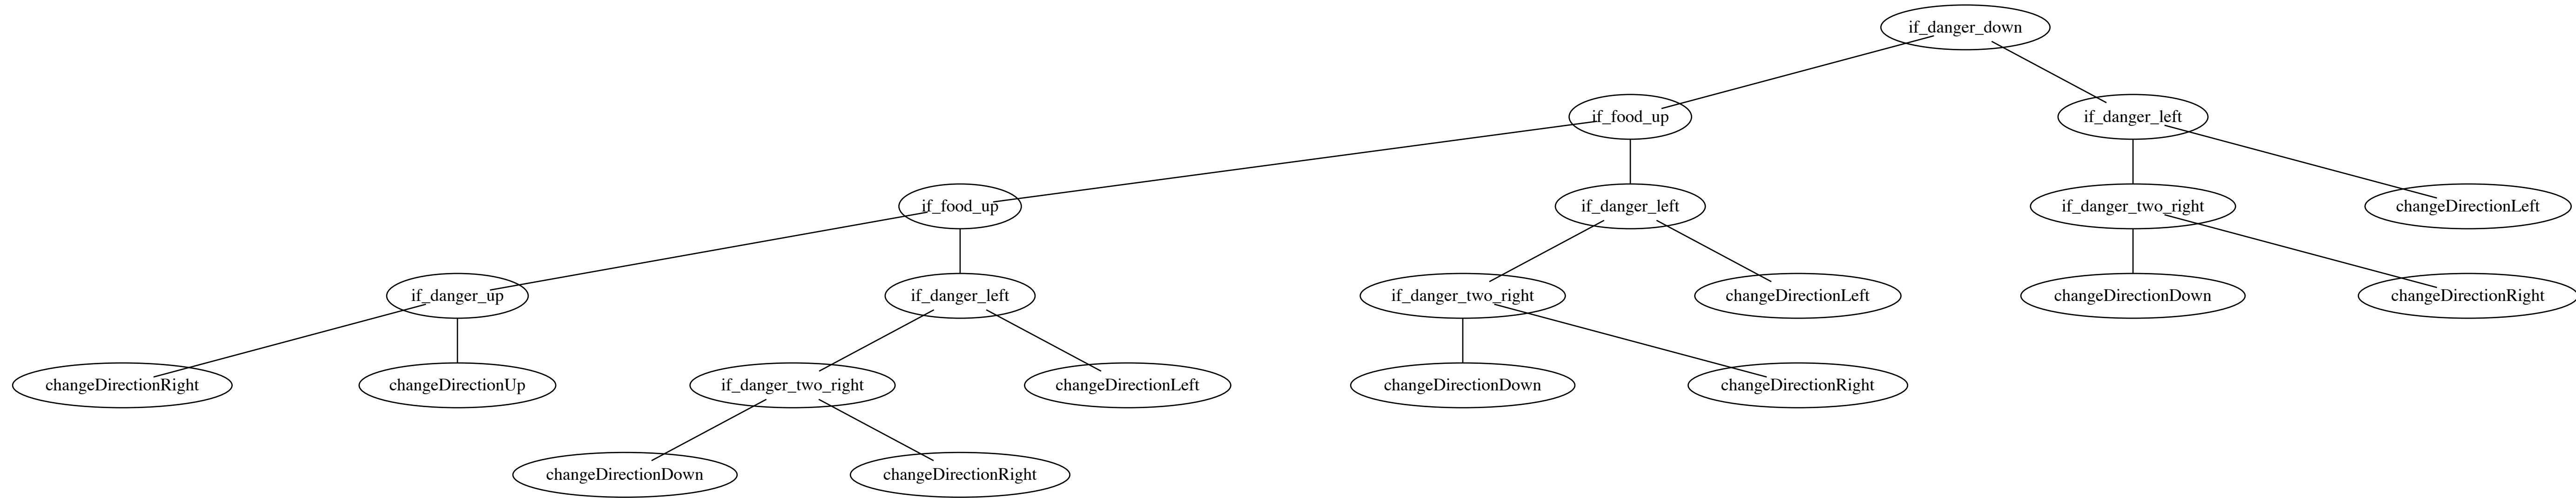 if_danger_down
if_food_up
if_danger_left
if_food_up
if_danger_left
if_danger_two_right
changeDirectionLeft
if_danger_up
if_danger_left
if_danger_two_right
changeDirectionLeft
changeDirectionDown
changeDirectionRight
changeDirectionRight
changeDirectionUp
if_danger_two_right
changeDirectionLeft
changeDirectionDown
changeDirectionRight
changeDirectionDown
changeDirectionRight